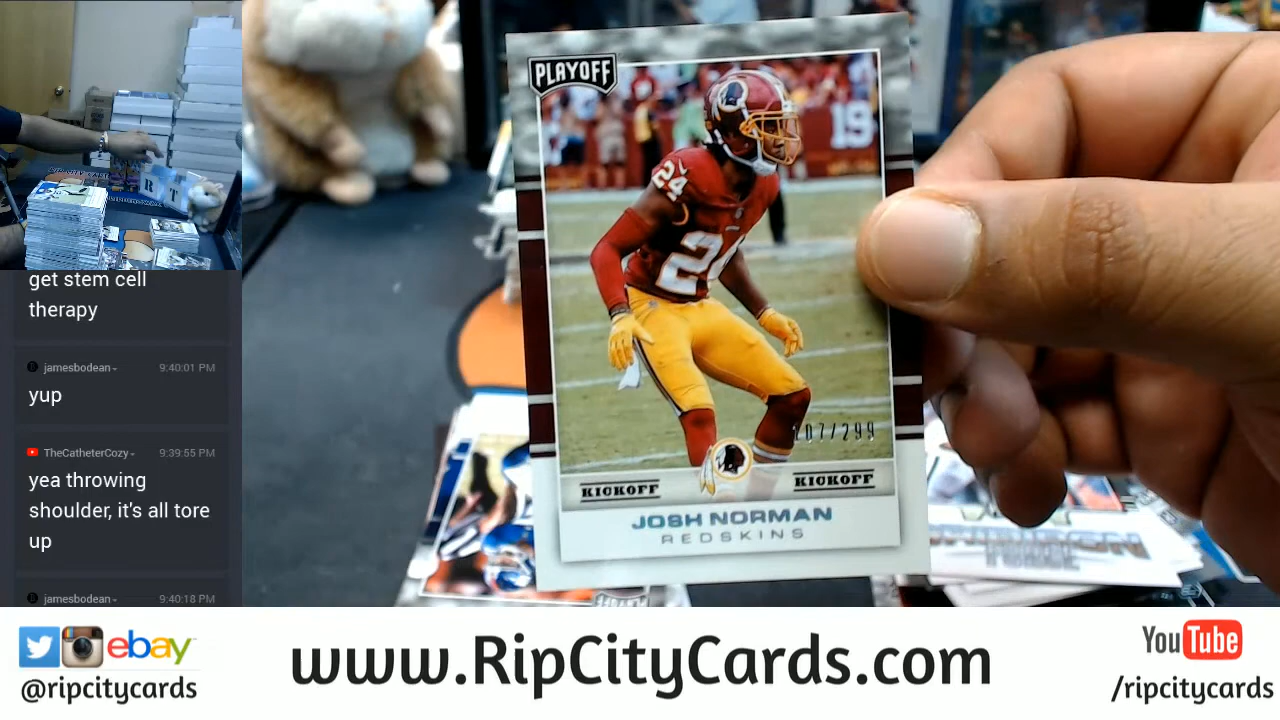 get stem cell
therapy
jamesbodean
9:40:01 PM
yup
TheCatheterCozy
9:39:55 PM
yea throwing
shoulder, it's all tore
up
jamesbodean
9:40:18 PM
PLAYOFF
19
24
24
107/299
KICKOFF
KICKOFF
JOSH NORMAN
REDSKINS
R T
ebay
@ripcitycards
www.RipCityCards.com
YouTube
/ripcitycards